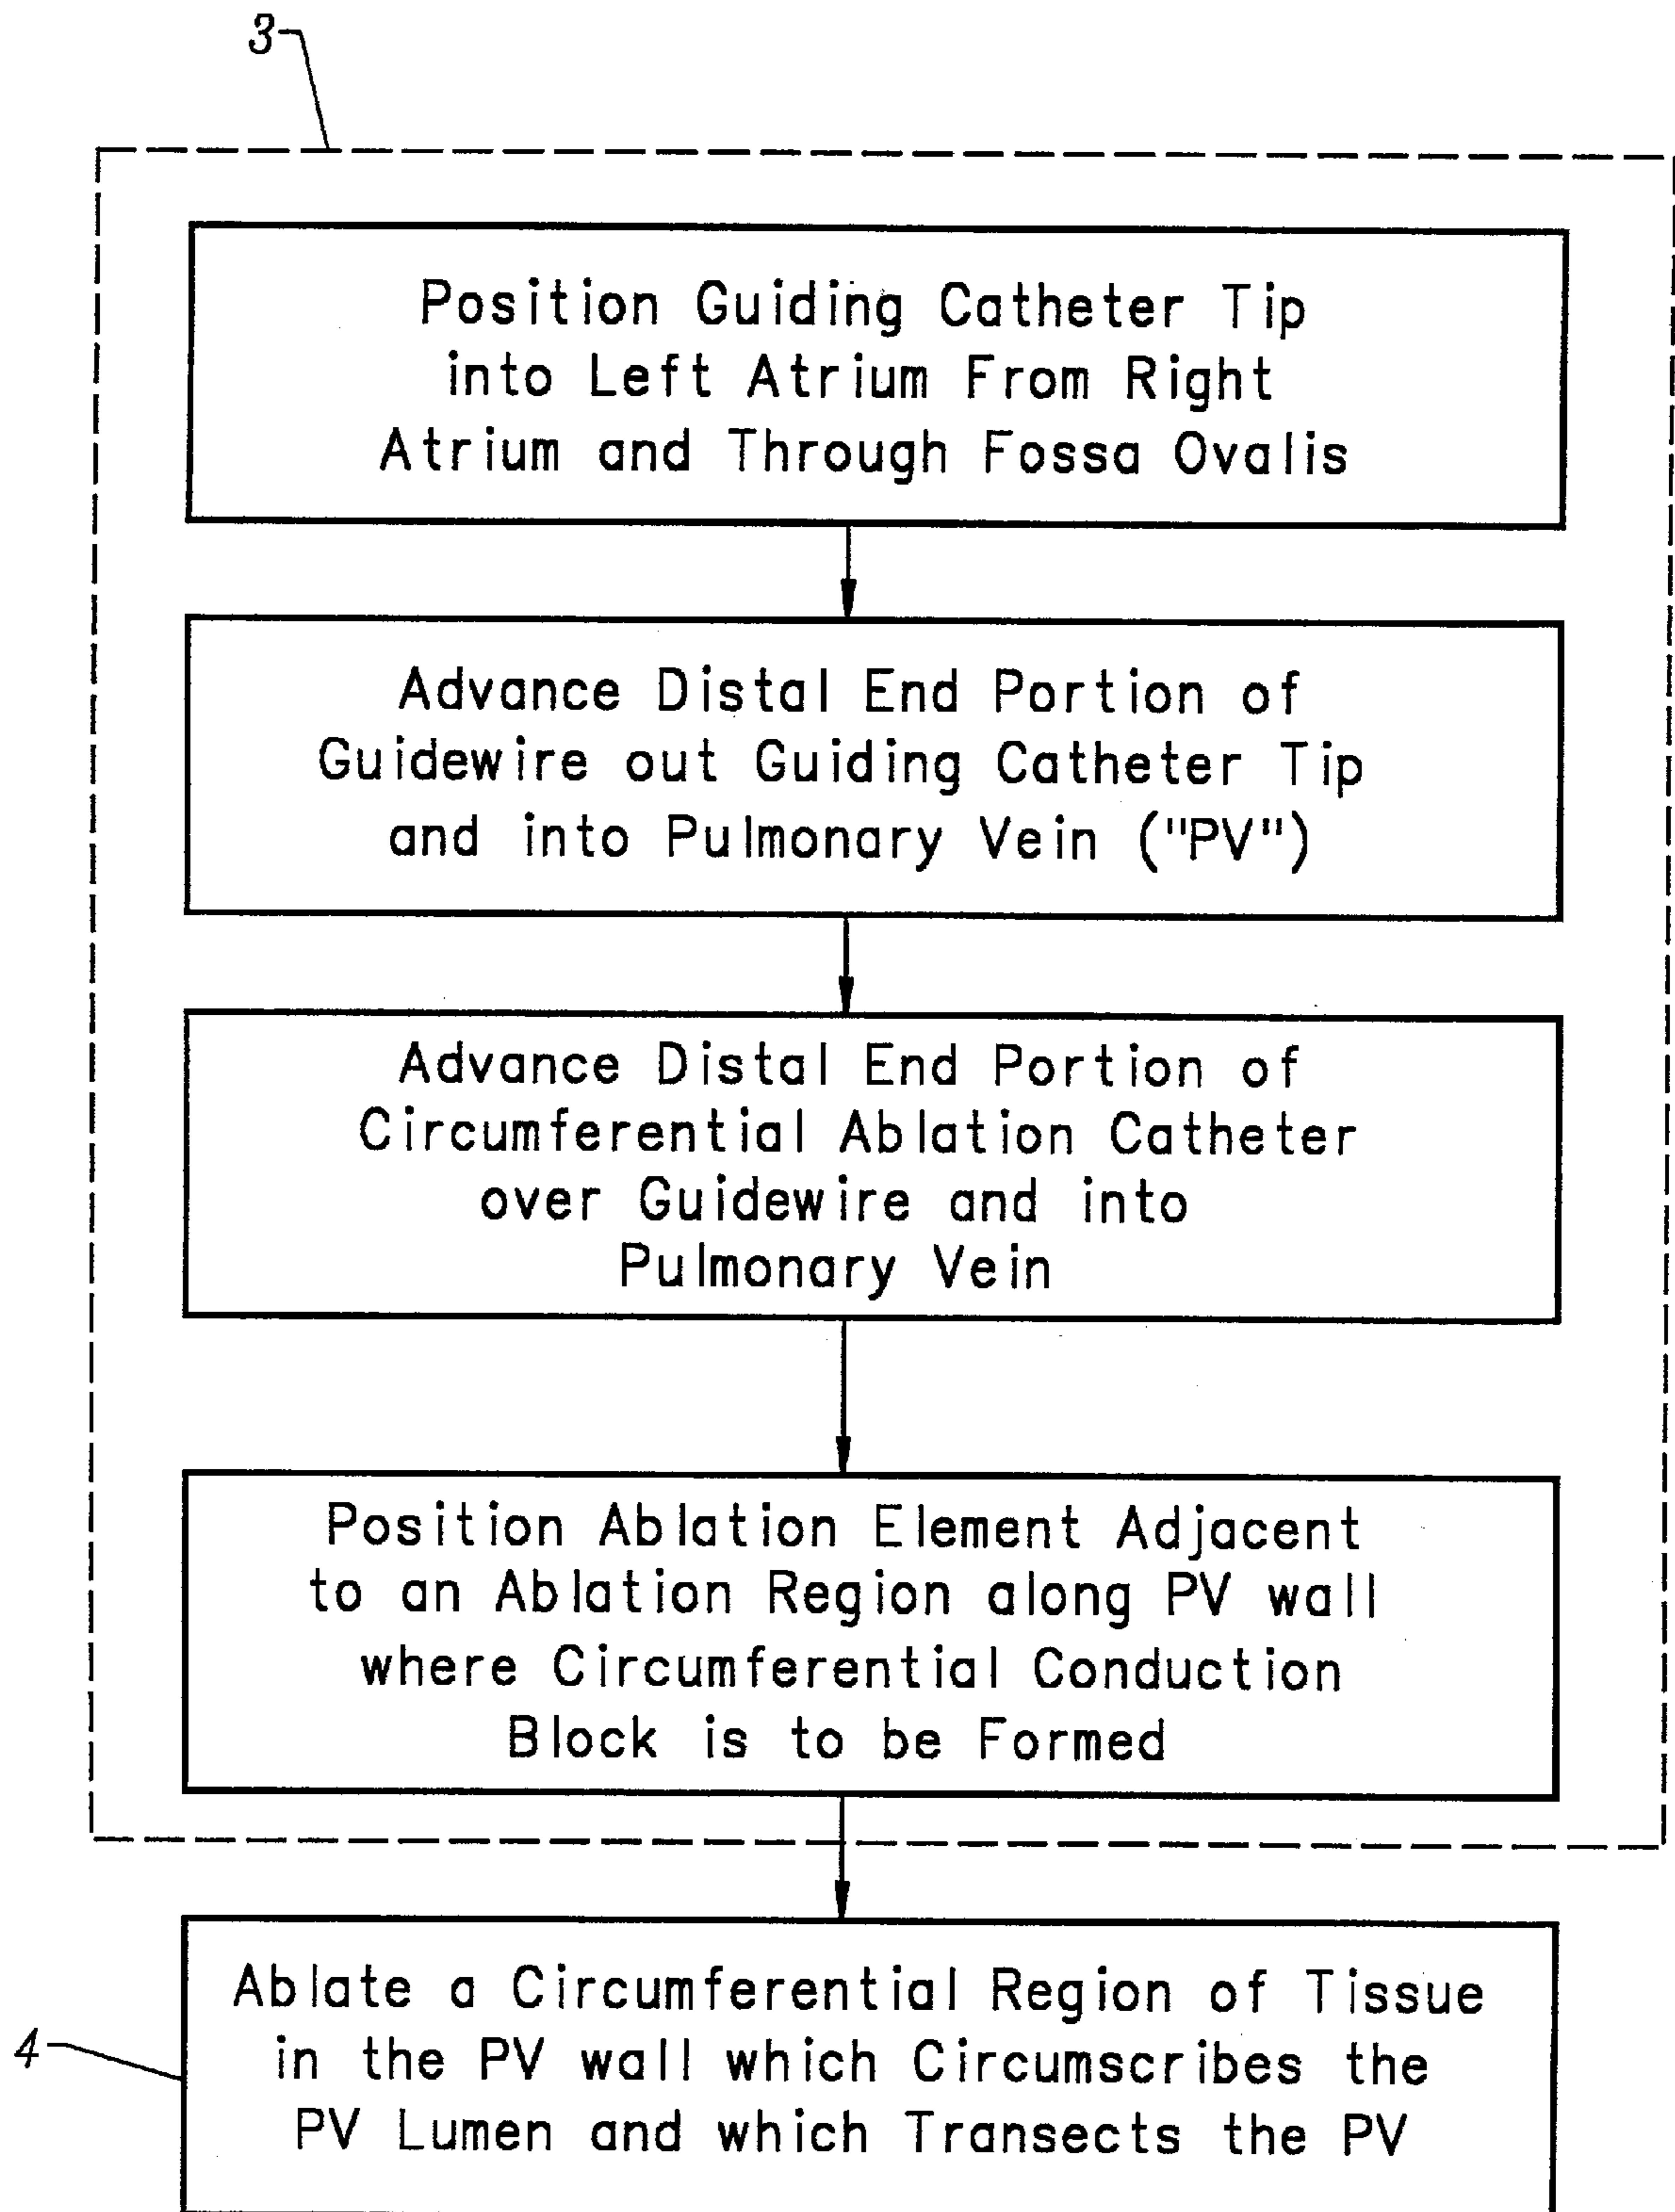 3
Position Guiding Catheter Tip
into Left Atrium From Right
Atrium and Through Fossa Ovalis
Advance Distal End Portion of
Guidewire out Guiding Catheter Tip
and into Pulmonary Vein ("PV")
Advance Distal End Portion of
Circumferential Ablation Catheter
over Guidewire and into
Pulmonary Vein
Position Ablation Element Adjacent
to an Ablation Region along PV wall
where Circumferential Conduction
Block is to be Formed
4
Ablate a Circumferential Region of Tissue
in the PV wall which Circumscribes the
PV Lumen and which Transects the PV